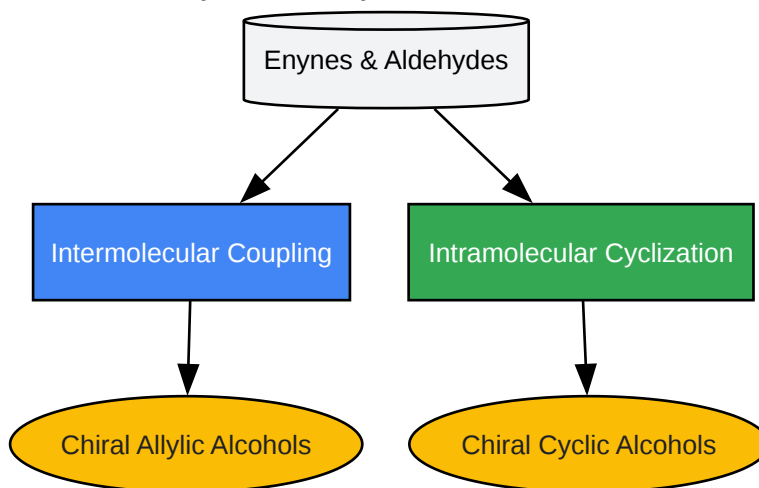 Enynes & Aldehydes
Intermolecular Coupling
Intramolecular Cyclization
Chiral Allylic Alcohols
Chiral Cyclic Alcohols